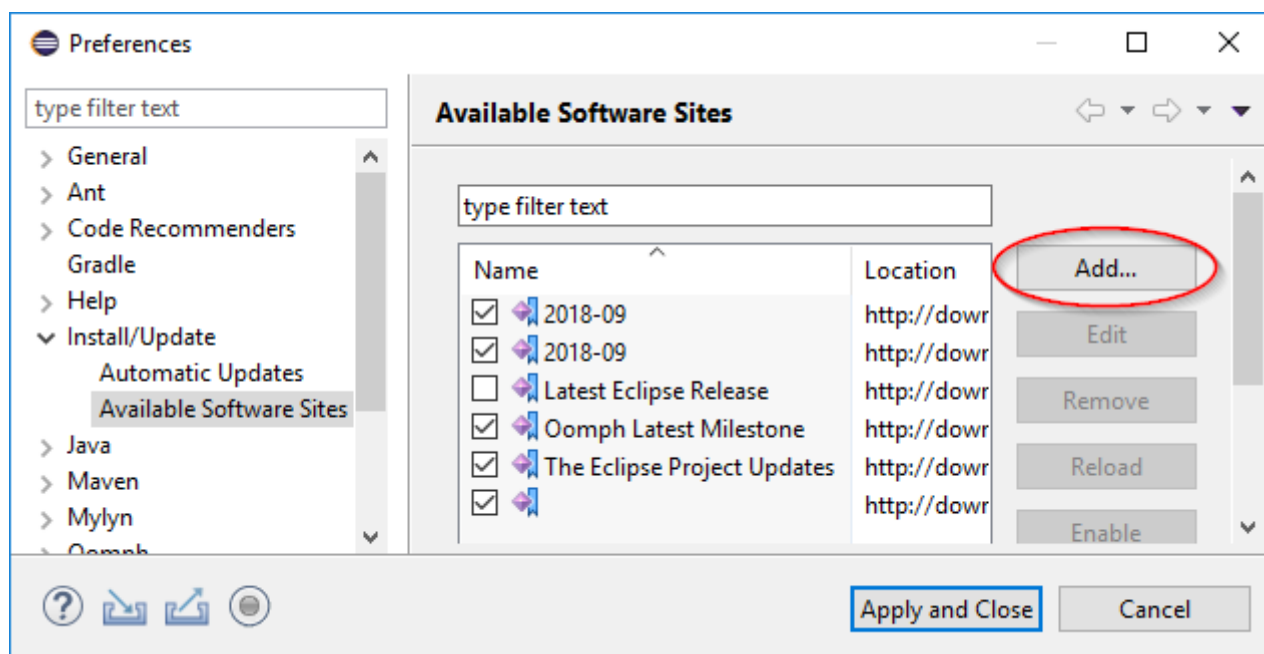 Preferences
type filter text
General
Ant
Code Recommenders
Gradle
Help
Install/Update
Automatic Updates
Available Software Sites
Java
Maven
Mylyn
Oomph
Available Software Sites
type filter text
Name Location
2018-09 http://dowr
2018-09 http://dowr
Latest Eclipse Release http://dowr
Oomph Latest Milestone http://dowr
The Eclipse Project Updates http://dowr
http://dowr
Add...
Edit
Remove
Reload
Enable
Apply and Close
Cancel